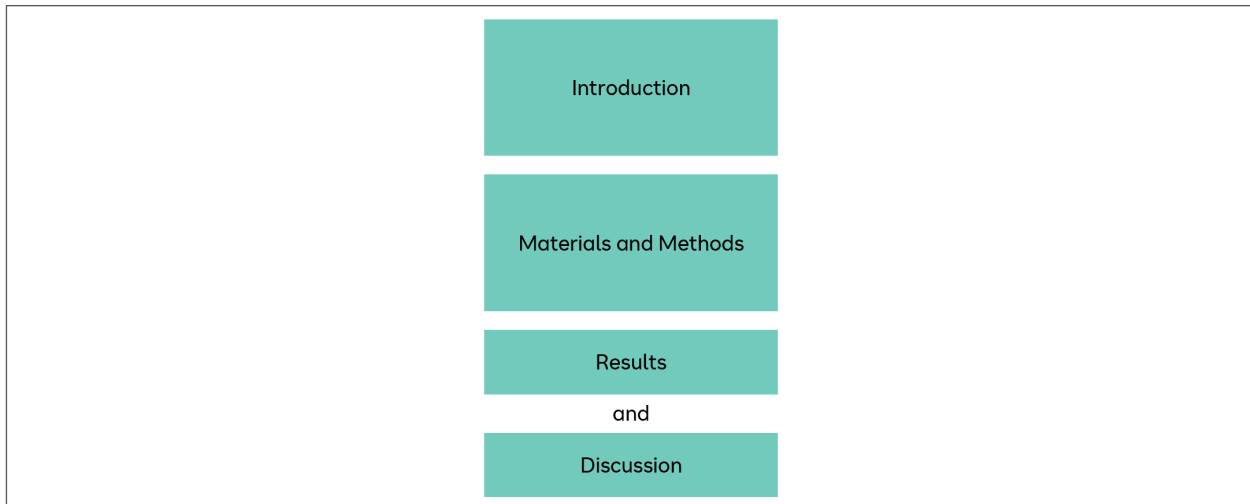 Introduction
Materials and Methods
Results
and
Discussion